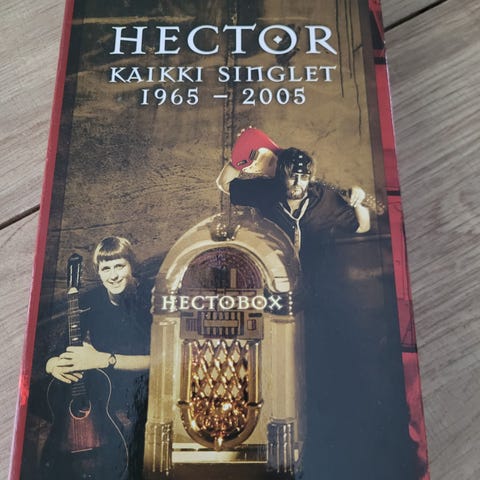 HECTOR
KAIKKI SINGLET
1965 – 2005
HECTOBOX